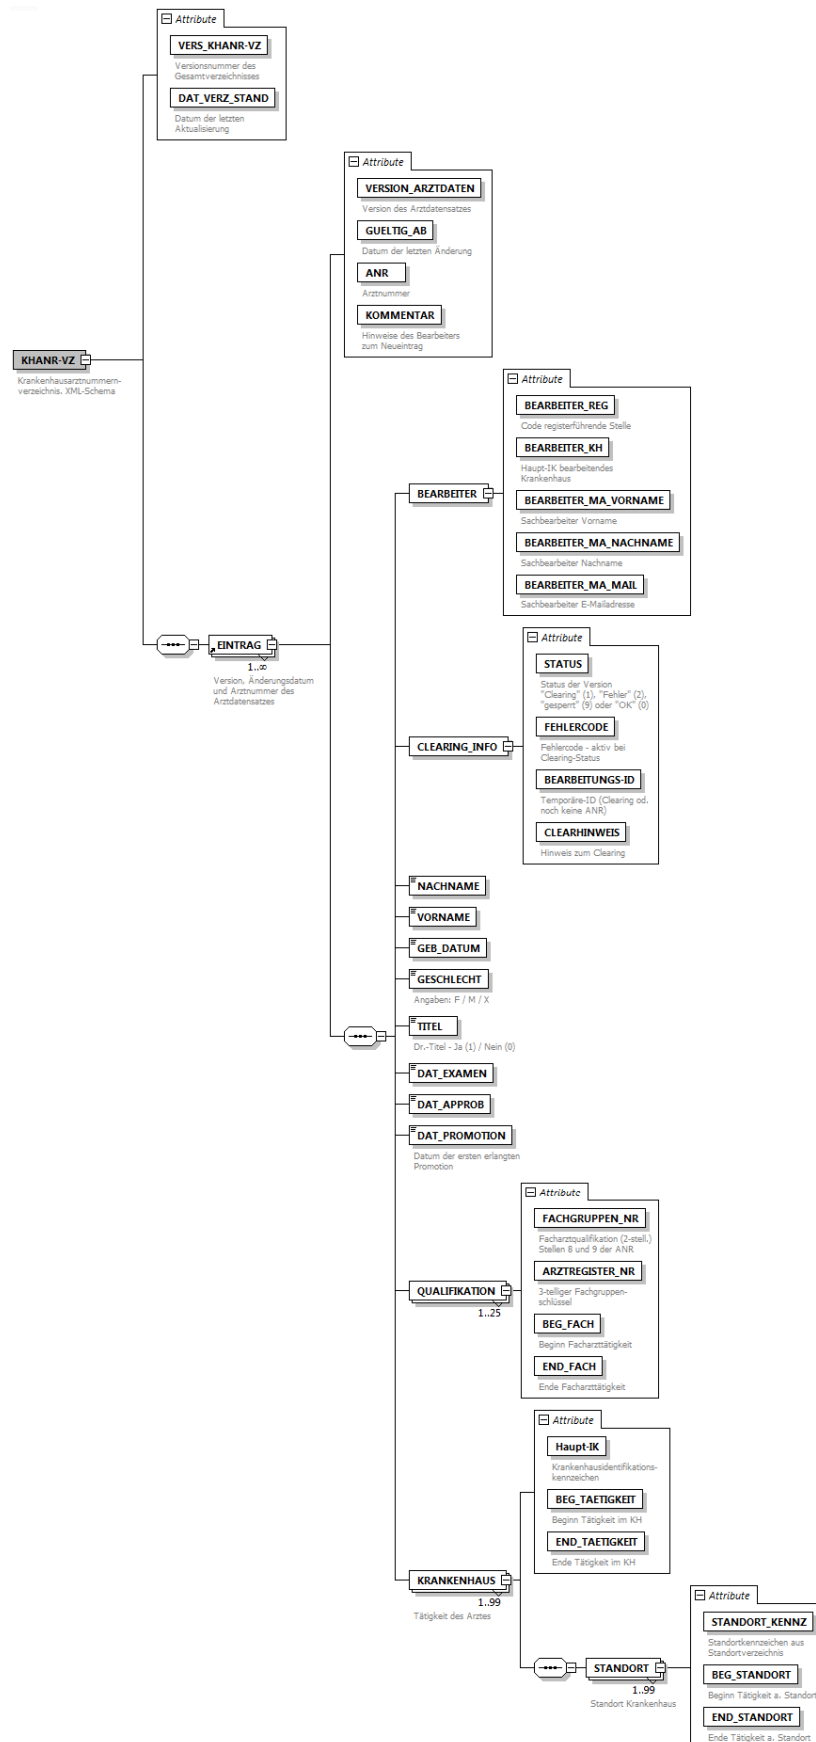 Attribute
VERS_KHANR-VZ
Versionsnummer des
Gesamtverzeichnisses
DAT_VERZ_STAND
Datum der letzten
Aktualisierung
Attribute
VERSION_ARZTDATEN
Version des Arztdatensatzes
GUELTIG_AB
Datum der letzten Änderung
ANR
Arztnummer
KOMMENTAR
Hinweise des Bearbeiters
zum Neueintrag
KHANR-VZ
Krankenhausarztnummern-
verzeichnis. XML-Schema
Attribute
BEARBEITER_REG
Code registerführende Stelle
BEARBEITER_KH
Haupt-IK bearbeitendes
Krankenhaus
BEARBEITER_MA_VORNAME
Sachbearbeiter Vorname
BEARBEITER_MA_NACHNAME
Sachbearbeiter Nachname
BEARBEITER_MA_MAIL
Sachbearbeiter E-Mailadresse
BEARBEITER
EINTRAG
1..∞
Version, Änderungsdatum
und Arztnummer des
Arztdatensatzes
Attribute
STATUS
Status der Version
"Clearing" (1), "Fehler" (2),
"gesperrt" (9) oder "OK" (0)
FEHLERCODE
Fehlercode - aktiv bei
Clearing-Status
BEARBEITUNGS-ID
Temporäre-ID (Clearing od.
noch keine ANR)
CLEARHINWEIS
Hinweis zum Clearing
CLEARING_INFO
NACHNAME
VORNAME
GEB_DATUM
GESCHLECHT
Angaben: F / M / X
TITEL
Dr.-Titel - Ja (1) / Nein (0)
DAT_EXAMEN
DAT_APPROB
DAT_PROMOTION
Datum der ersten erlangten
Promotion
Attribute
FACHGRUPPEN_NR
Facharztqualifikation (2-stell.)
Stellen 8 und 9 der ANR
ARZTREGISTER_NR
3-telliger Fachgruppen-
schlüssel
BEG_FACH
Beginn Facharzttätigkeit
END_FACH
Ende Facharzttätigkeit
QUALIFIKATION
1..25
Attribute
Haupt-IK
Krankenhausidentifikations-
kennzeichen
BEG_TAETIGKEIT
Beginn Tätigkeit im KH
END_TAETIGKEIT
Ende Tätigkeit im KH
KRANKENHAUS
1..99
Tätigkeit des Arztes
Attribute
STANDORT_KENNZ
Standortkennzeichen aus
Standortverzeichnis
BEG_STANDORT
Beginn Tätigkeit a. Standort
END_STANDORT
Ende Tätigkeit a. Standort
STANDORT
1..99
Standort Krankenhaus